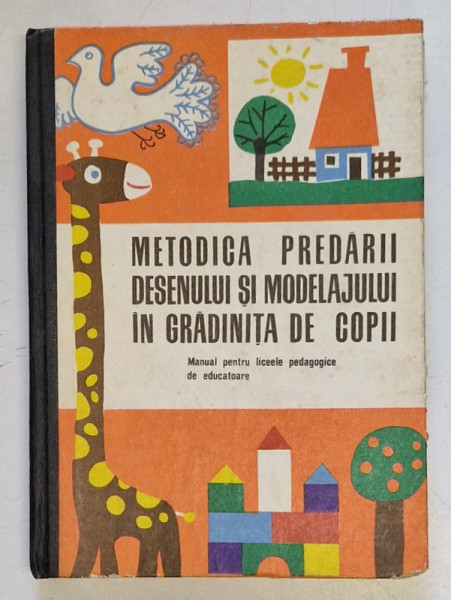 METODICA PREDĂRII
DESENULUI ȘI MODELAJULUI
ÎN GRĂDINIȚA DE COPII
Manual pentru liceele pedagogice
de educatoare